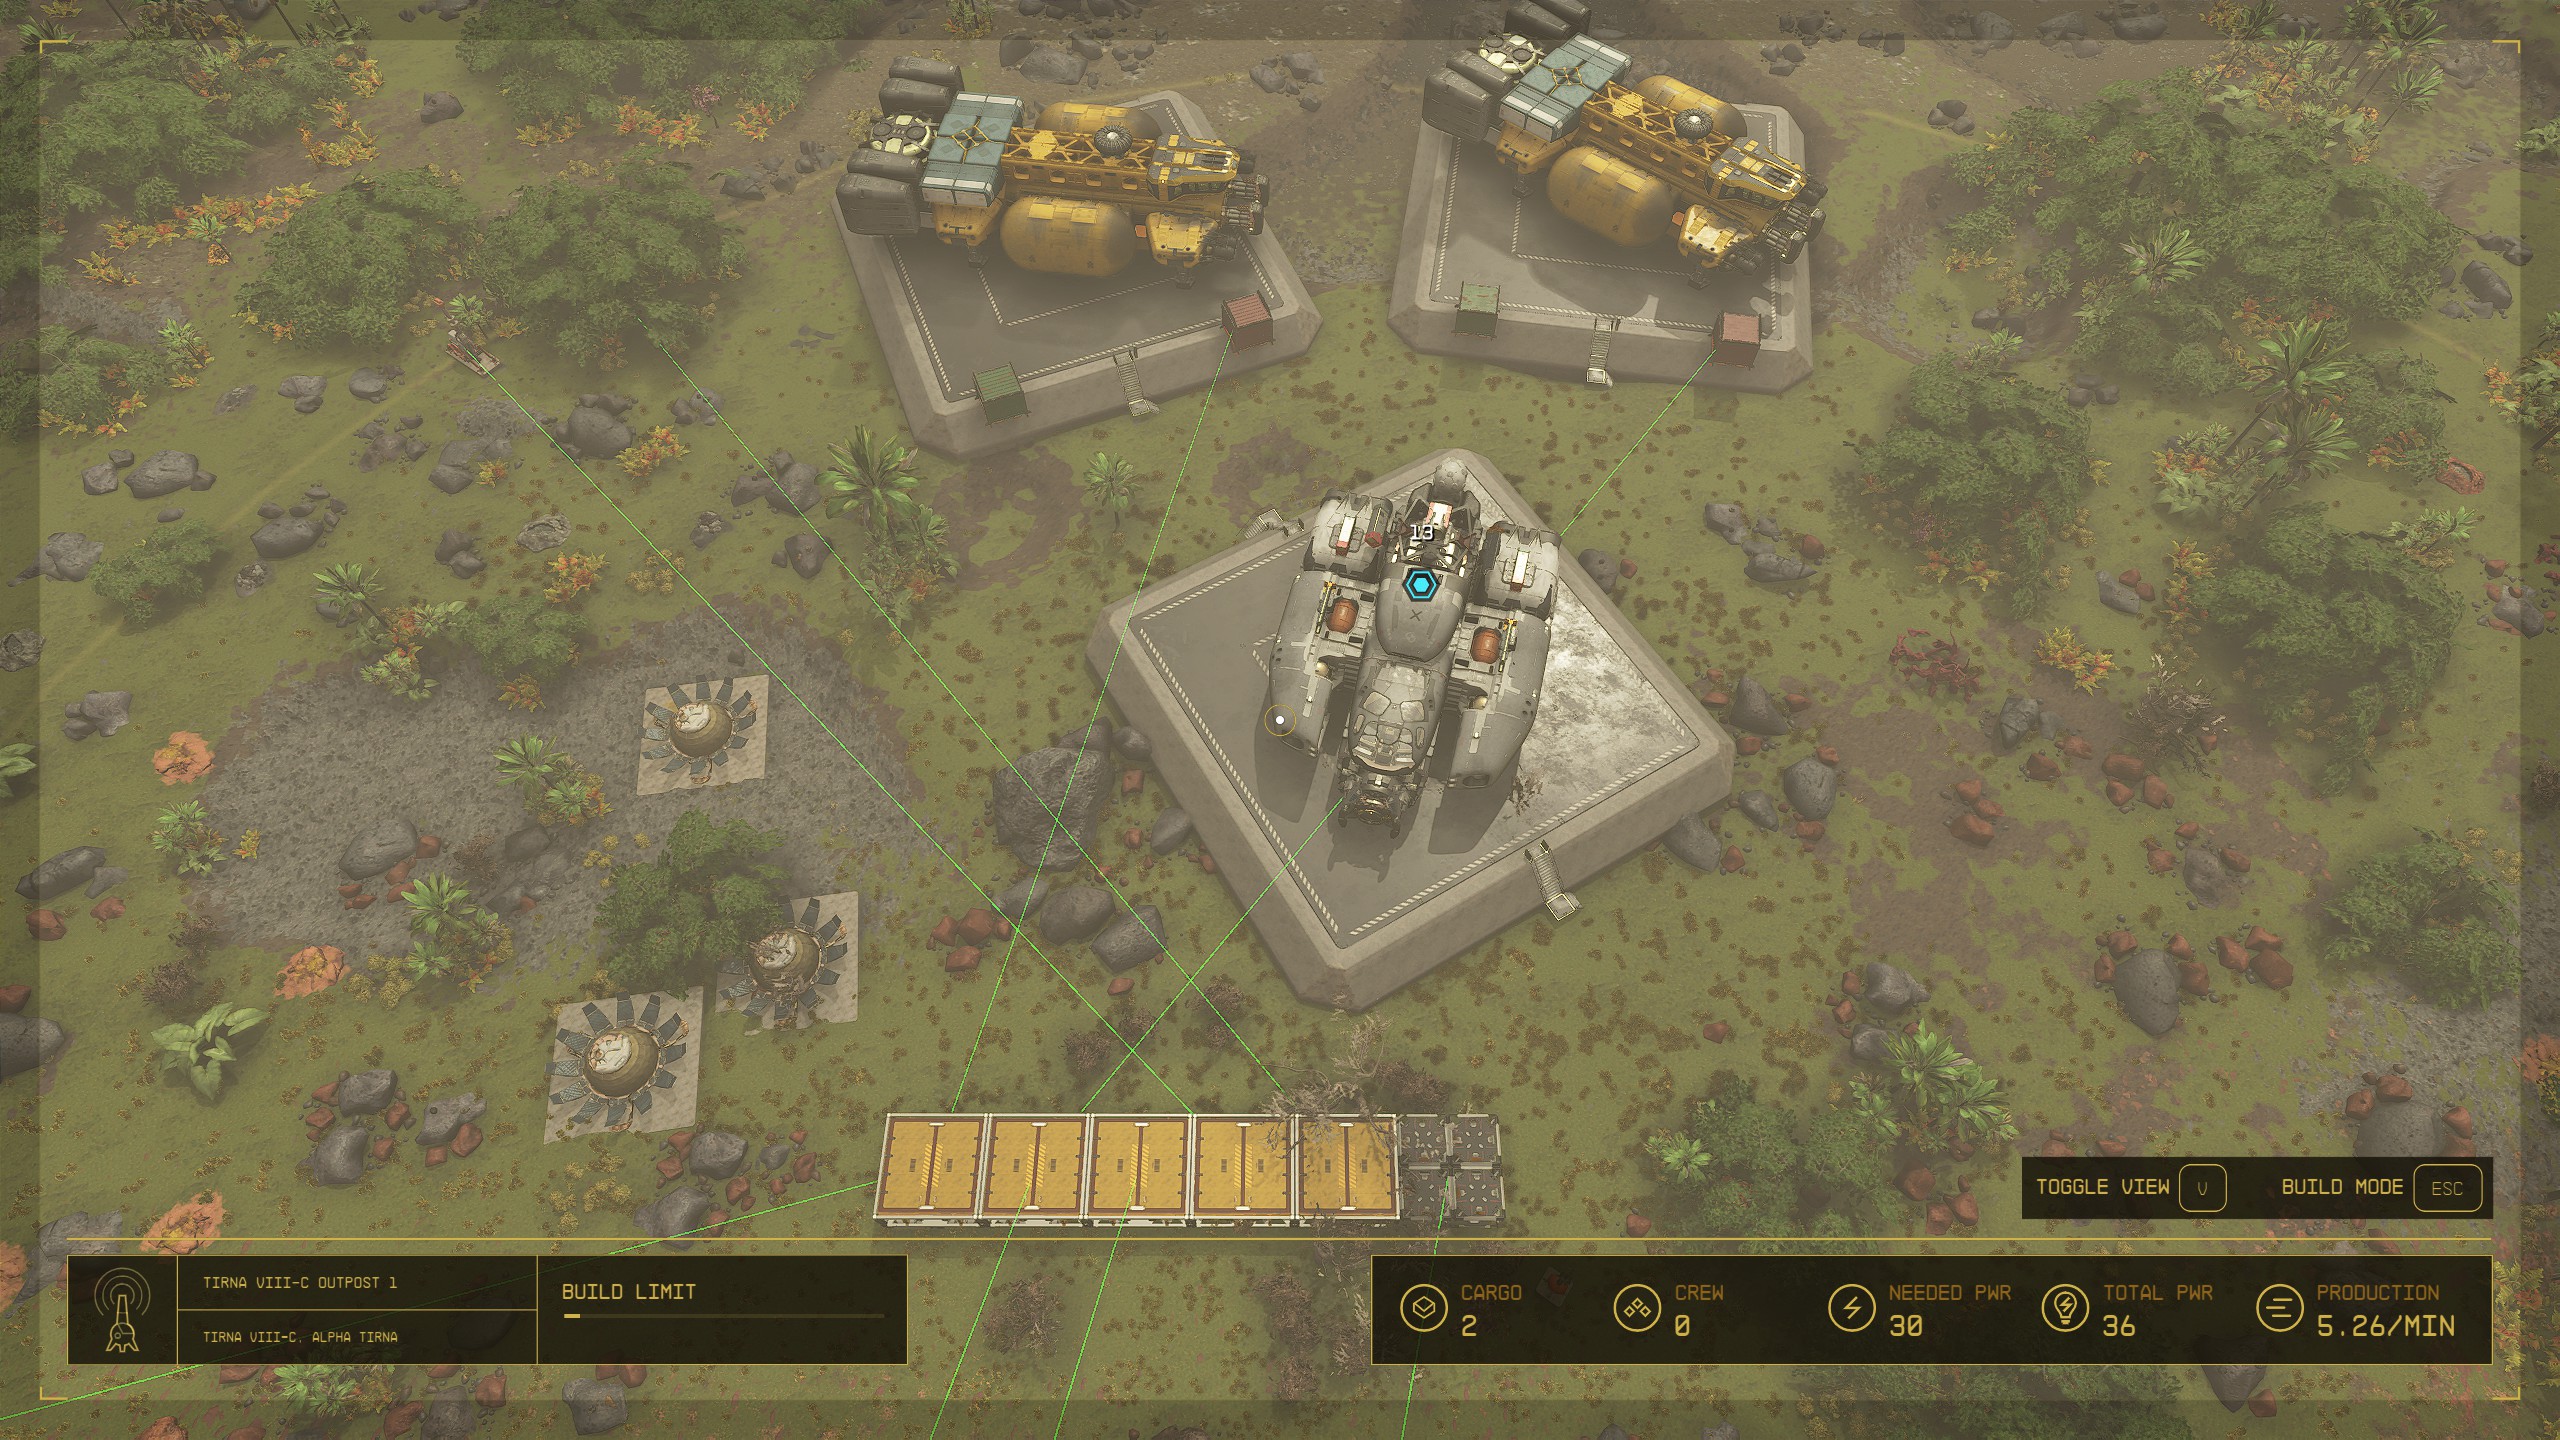 13
TOGGLE VIEW V BUILD MODE ESC
TIRNA VIII-C OUTPOST 1
TIRNA VIII-C, ALPHA TIRNA
BUILD LIMIT
CARGO
2
CREW
0
NEEDED PWR
30
TOTAL PWR
36
PRODUCTION
5.26/MIN